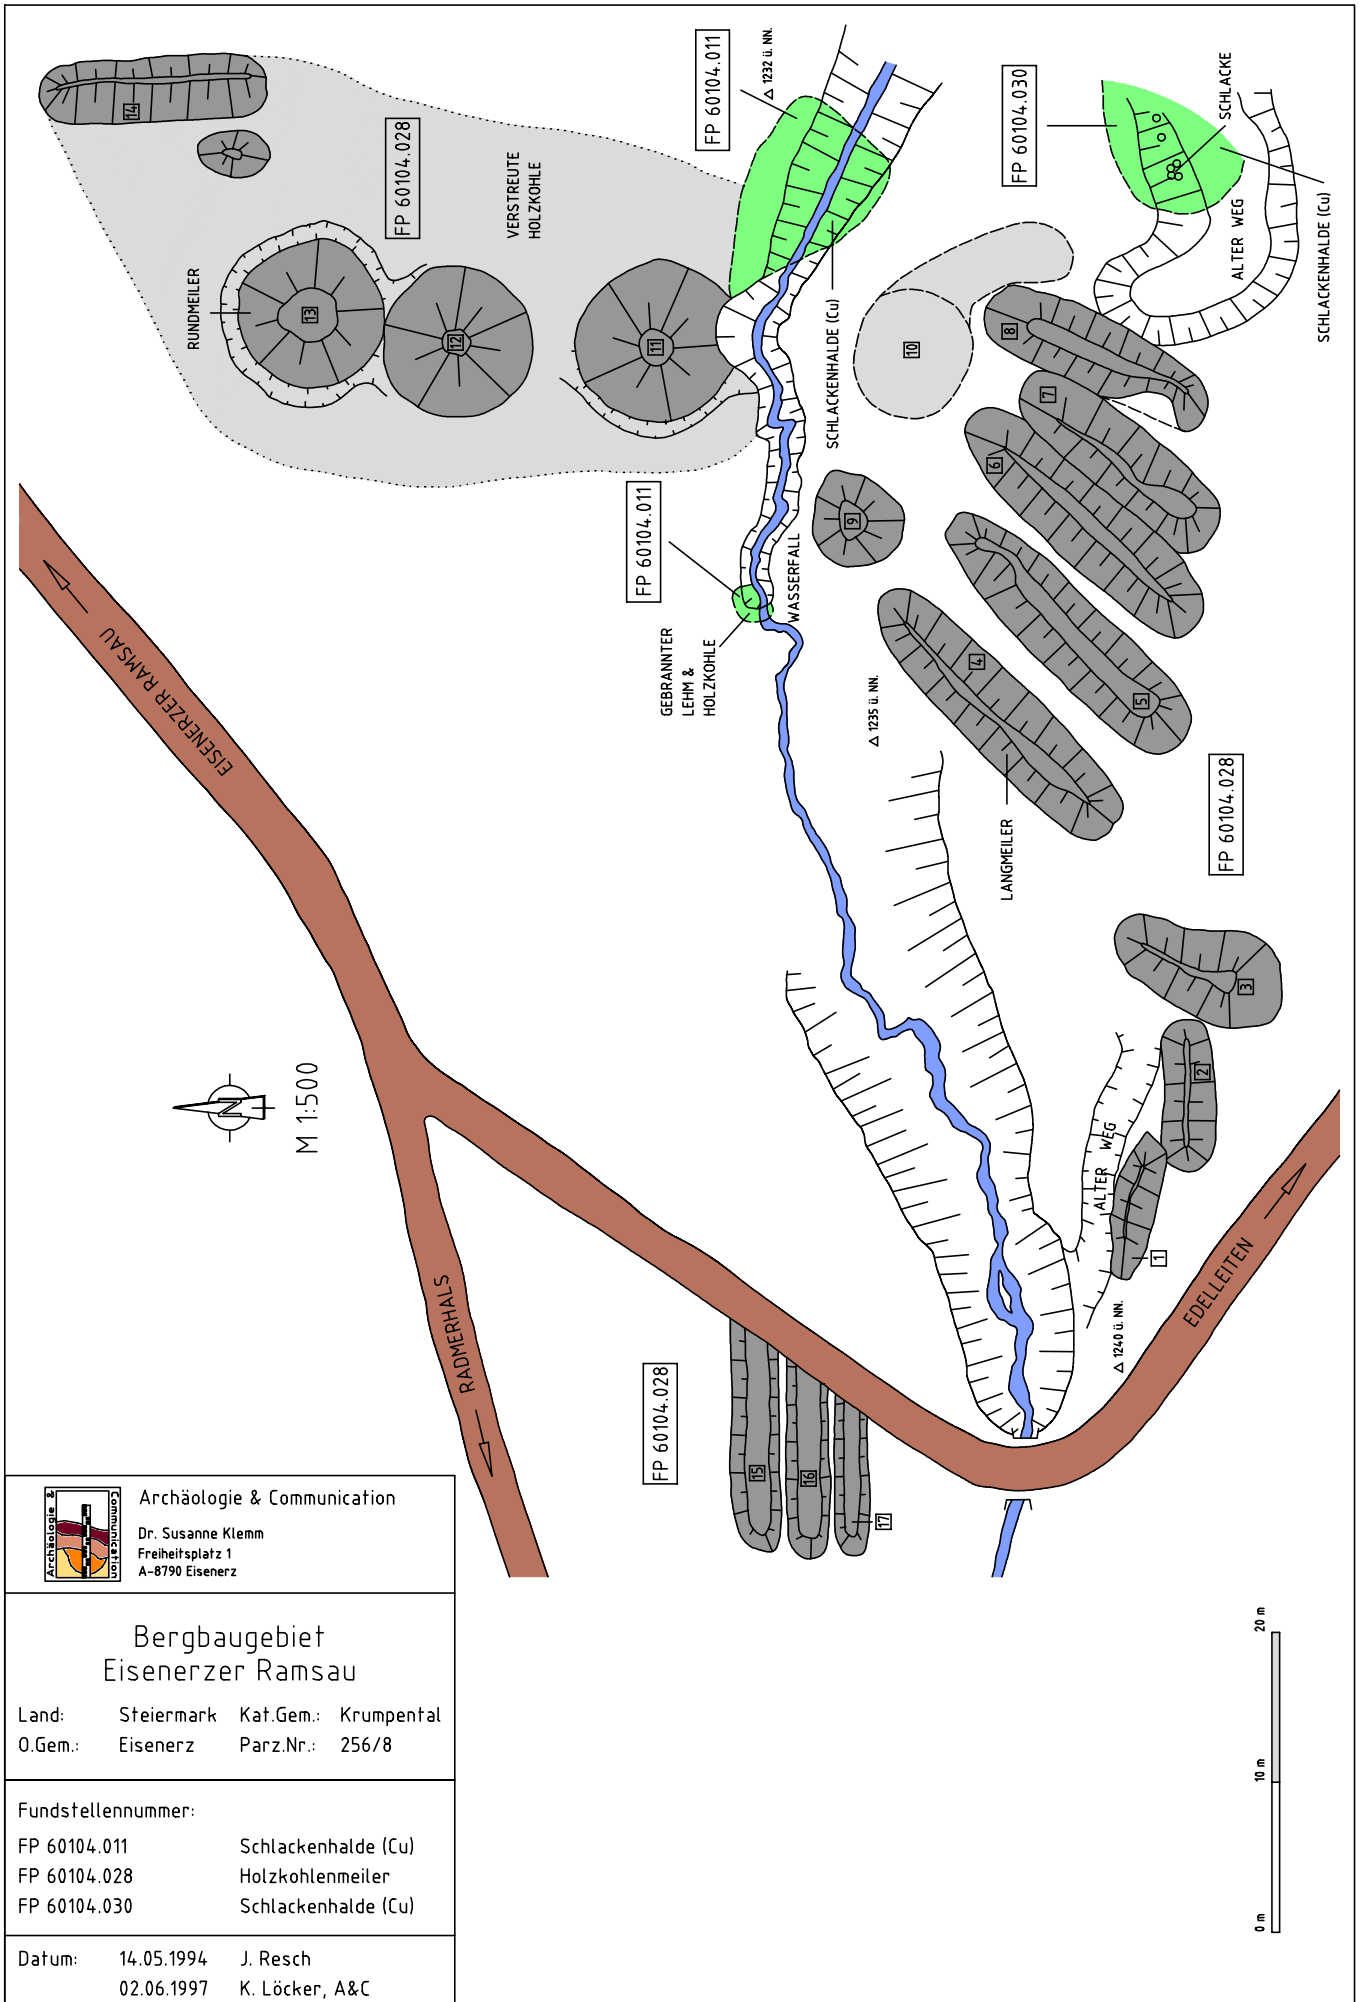 14
FP 60104.028
VERSTREUTE
HOLZKOHLE
RUNDMEILER
13
12
11
FP 60104.011
△ 1232 ü. NN.
FP 60104.030
SCHLACKE
ALTER WEG
SCHLACKENHALDE (Cu)
SCHLACKENHALDE (Cu)
10
8
7
6
9
FP 60104.011
WASSERFALL
GEBRANNTER
LEHM &
HOLZKOHLE
△ 1235 ü. NN.
4
5
LANGMEILER
FP 60104.028
EISENERZER RAMSAU
N
M 1:500
3
2
ALTER WEG
1
△ 1240 ü. NN.
EDELLEITEN
RADMERHALS
FP 60104.028
15
16
17
Archäologie &
Communication
Archäologie & Communication
Dr. Susanne Klemm
Freiheitsplatz 1
A-8790 Eisenerz
Bergbaugebiet
Eisenerzer Ramsau
Land: Steiermark Kat.Gem.: Krumpental
O.Gem.: Eisenerz Parz.Nr.: 256/8
Fundstellennummer:
FP 60104.011 Schlackenhalde (Cu)
FP 60104.028 Holzkohlenmeiler
FP 60104.030 Schlackenhalde (Cu)
Datum: 14.05.1994 J. Resch
02.06.1997 K. Löcker, A&C
0 m
10 m
20 m